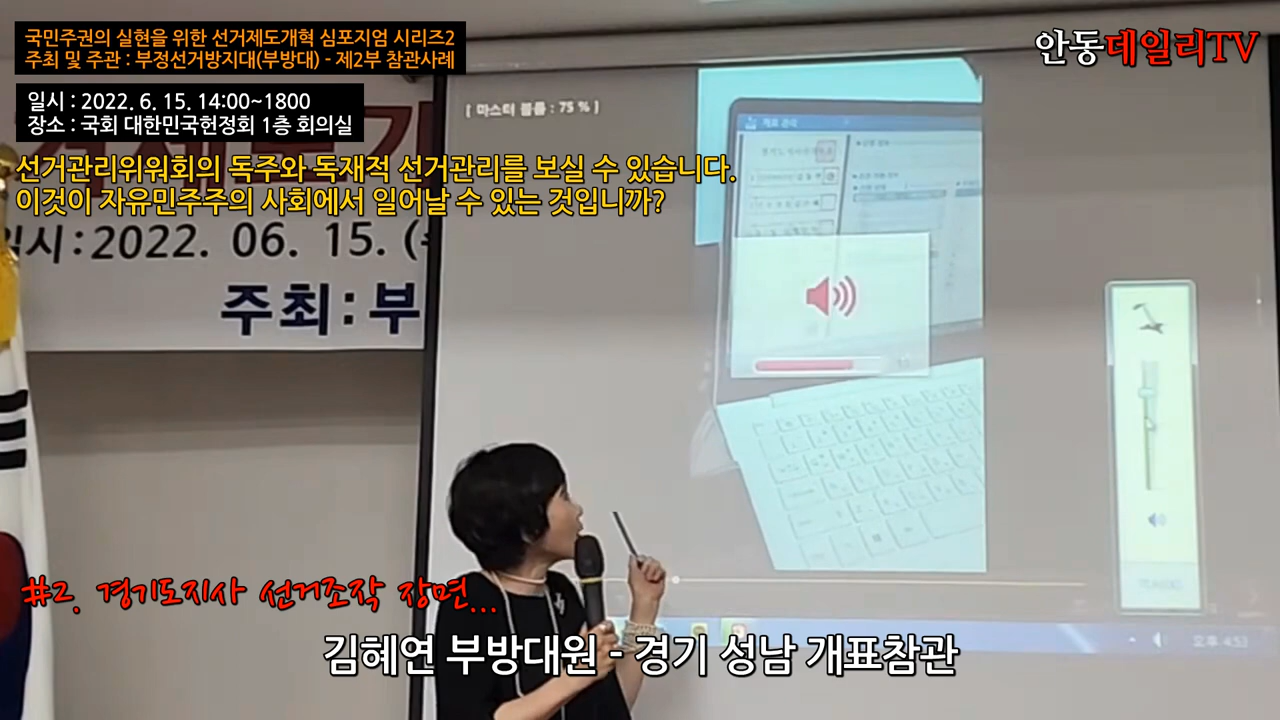 국민주권의 실현을 위한 선거제도개혁 심포지엄 시리즈2
주최 및 주관 : 부정선거방지대(부방대) - 제2부 참관사례
안동데일리TV
일시 : 2022. 6. 15. 14:00~1800
장소 : 국회 대한민국헌정회 1층 회의실
[ 마스터 볼륨 : 75 % ]
개표 관리
선거관리위원회의 독주와 독재적 선거관리를 보실 수 있습니다.
이것이 자유민주주의 사회에서 일어날 수 있는 것입니까?
일시 : 2022. 06. 15. (
주최 : 부
#2. 경기도지사 선거조작 장면...
김혜연 부방대원 - 경기 성남 개표참관
오후 4:53